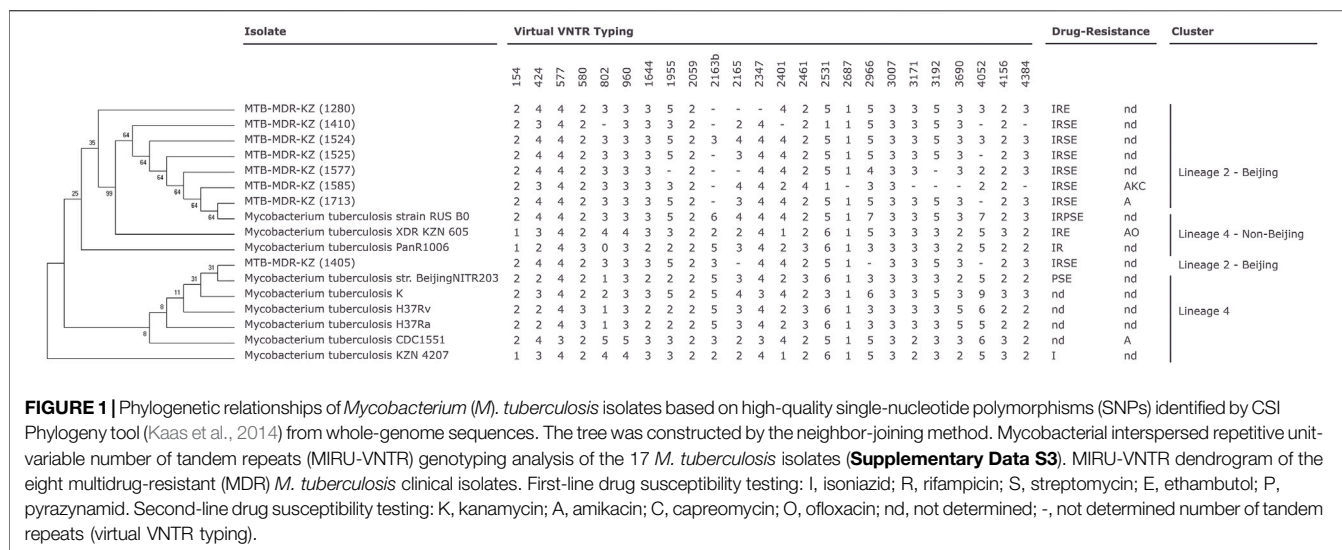 Isolate Virtual VNTR Typing Drug-Resistance Cluster
154 424 577 580 802 960 1644 1955 2059 2163b 2165 2347 2401 2461 2531 2687 2966 3007 3171 3192 3690 4052 4156 4384
MTB-MDR-KZ (1280) 2 4 4 2 3 3 3 5 2 - - - 4 2 5 1 5 3 3 5 3 3 2 3 IRE nd
MTB-MDR-KZ (1410) 2 3 4 2 - 3 3 3 2 - 2 4 - 2 1 1 5 3 3 5 3 - 2 - IRSE nd
MTB-MDR-KZ (1524) 2 4 4 2 3 3 3 5 2 3 4 4 4 2 5 1 5 3 3 5 3 3 2 3 IRSE nd
MTB-MDR-KZ (1525) 2 4 4 2 3 3 3 5 2 - 3 4 4 2 5 1 5 3 3 5 3 - 2 3 IRSE nd
MTB-MDR-KZ (1577) 2 4 4 2 3 3 3 - 2 - 4 4 4 2 5 1 4 3 3 - 3 2 2 3 IRSE nd
Lineage 2 - Beijing
MTB-MDR-KZ (1585) 2 3 4 2 3 3 3 3 2 - 4 4 2 4 1 - 3 3 - - - 2 2 - IRSE AKC
MTB-MDR-KZ (1713) 2 4 4 2 3 3 3 5 2 - 4 4 4 2 5 1 5 3 3 5 3 - 2 3 IRSE A
Mycobacterium tuberculosis strain RUS B0 2 4 4 2 3 3 3 5 2 6 4 4 4 2 5 1 7 3 3 5 3 7 2 3 IRPSE nd
Mycobacterium tuberculosis XDR KZN 605 1 3 4 2 4 4 3 3 2 2 2 4 1 2 6 1 5 3 3 3 2 5 3 2 IRE AO
Lineage 4 - Non-Beijing
Mycobacterium tuberculosis PanR1006 1 2 4 3 0 3 2 2 2 5 3 4 2 3 6 1 3 3 3 3 2 5 2 2 IR nd
MTB-MDR-KZ (1405) 2 4 4 2 3 3 3 5 2 3 - 4 4 2 5 1 - 3 3 5 3 - 2 3 IRSE nd Lineage 2 - Beijing
Mycobacterium tuberculosis str. BeijingNITR203 2 2 4 2 1 3 2 2 2 5 3 4 2 3 6 1 3 3 3 3 2 5 2 2 PSE nd
Mycobacterium tuberculosis K 2 3 4 2 2 3 3 5 2 5 4 3 4 2 3 1 6 3 3 5 3 9 3 3 nd nd
Lineage 4
Mycobacterium tuberculosis H37Rv 2 2 4 3 1 3 2 2 2 5 3 4 2 3 6 1 3 3 3 3 5 6 2 2 nd nd
Mycobacterium tuberculosis H37Ra 2 2 4 3 1 3 2 2 2 5 3 4 2 3 6 1 3 3 3 3 5 5 2 2 nd nd
Mycobacterium tuberculosis CDC1551 2 4 3 2 5 5 3 3 2 3 2 3 4 2 5 1 5 3 2 3 3 6 3 2 nd A
Mycobacterium tuberculosis KZN 4207 1 3 4 2 4 4 3 3 2 2 2 4 1 2 6 1 5 3 2 3 2 5 3 2 I nd
35
64
64
64
64
99
64
64
25
31
31
11
8
6
FIGURE 1 | Phylogenetic relationships of Mycobacterium (M). tuberculosis isolates based on high-quality single-nucleotide polymorphisms (SNPs) identified by CSI
Phylogeny tool (Kaas et al., 2014) from whole-genome sequences. The tree was constructed by the neighbor-joining method. Mycobacterial interspersed repetitive unit-
variable number of tandem repeats (MIRU-VNTR) genotyping analysis of the 17 M. tuberculosis isolates (Supplementary Data S3). MIRU-VNTR dendrogram of the
eight multidrug-resistant (MDR) M. tuberculosis clinical isolates. First-line drug susceptibility testing: I, isoniazid; R, rifampicin; S, streptomycin; E, ethambutol; P,
pyrazynamid. Second-line drug susceptibility testing: K, kanamycin; A, amikacin; C, capreomycin; O, ofloxacin; nd, not determined; -, not determined number of tandem
repeats (virtual VNTR typing).